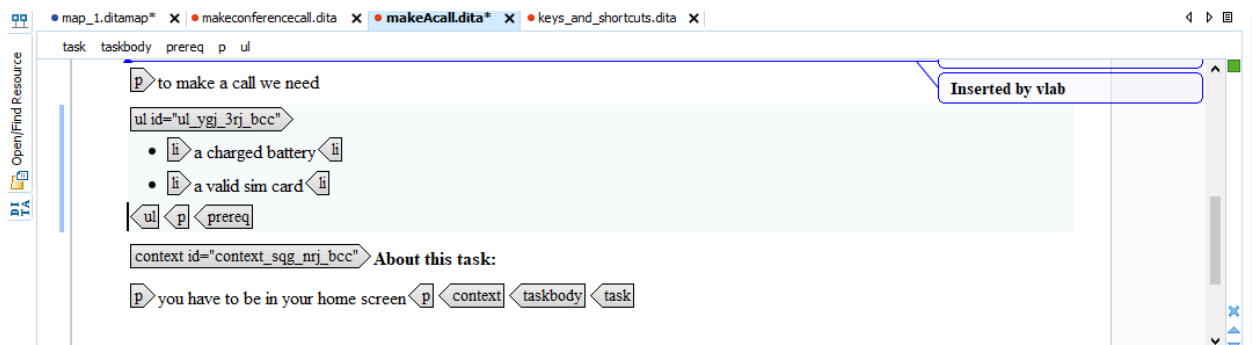 map_1.ditamap* makeconferencecall.dita makeAcall.dita* keys_and_shortcuts.dita
task taskbody prereq p ul
Open/Find Resource
DITA
p to make a call we need
Inserted by vlab
ul id="ul_ygj_3rj_bcc"
li a charged battery li
li a valid sim card li
ul p prereq
context id="context_sqg_nrj_bcc" About this task:
p you have to be in your home screen p context taskbody task